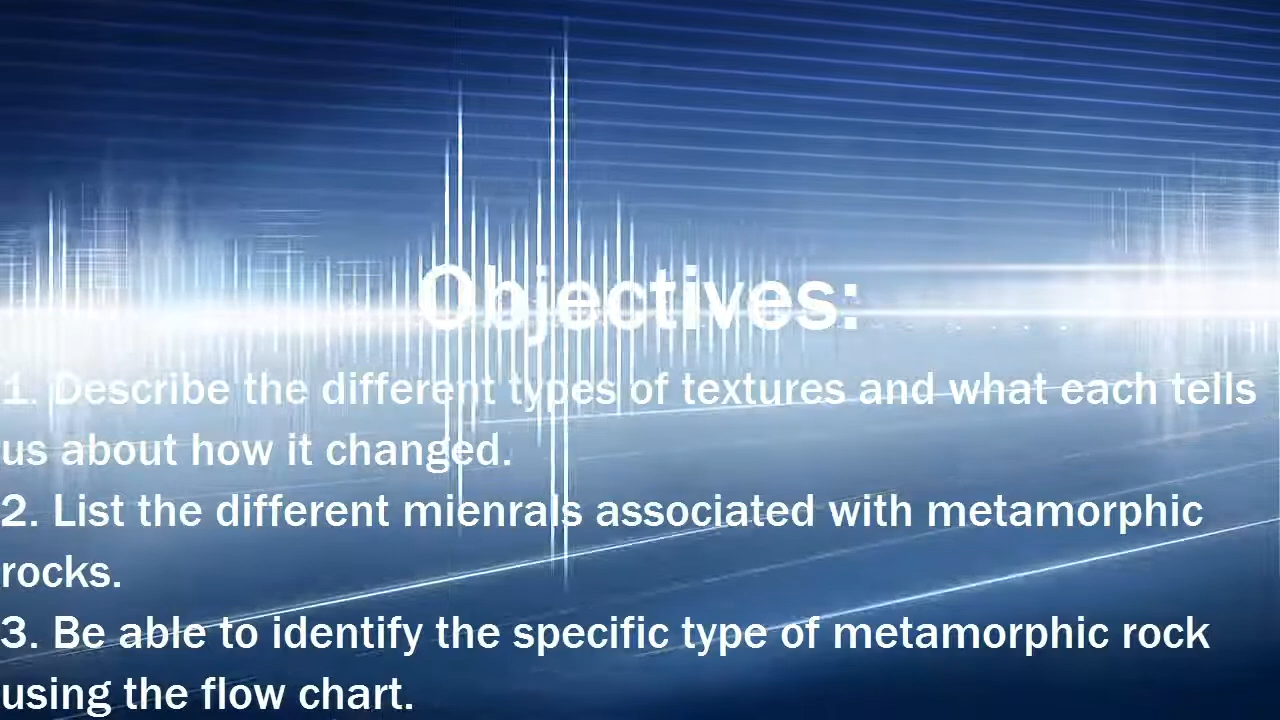 Objectives:
1. Describe the different types of textures and what each tells
us about how it changed.
2. List the different mienrals associated with metamorphic
rocks.
3. Be able to identify the specific type of metamorphic rock
using the flow chart.